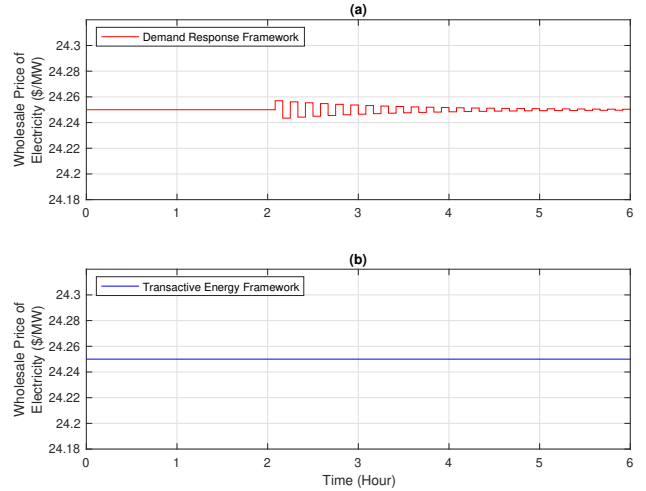 (a)
Demand Response Framework
Wholesale Price of
Electricity ($/MW)
24.3
24.28
24.26
24.24
24.22
24.2
24.18
0 1 2 3 4 5 6
(b)
Transactive Energy Framework
Wholesale Price of
Electricity ($/MW)
24.3
24.28
24.26
24.24
24.22
24.2
24.18
0 1 2 3 4 5 6
Time (Hour)